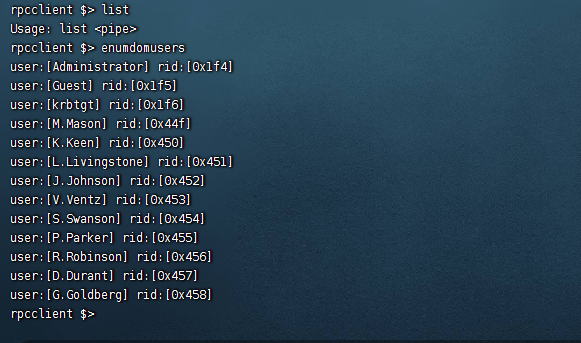 rpcclient $> list
Usage: list <pipe>
rpcclient $> enumdomusers
user:[Administrator] rid:[0x1f4]
user:[Guest] rid:[0x1f5]
user:[krbtgt] rid:[0x1f6]
user:[M.Mason] rid:[0x44f]
user:[K.Keen] rid:[0x450]
user:[L.Livingstone] rid:[0x451]
user:[J.Johnson] rid:[0x452]
user:[V.Ventz] rid:[0x453]
user:[S.Swanson] rid:[0x454]
user:[P.Parker] rid:[0x455]
user:[R.Robinson] rid:[0x456]
user:[D.Durant] rid:[0x457]
user:[G.Goldberg] rid:[0x458]
rpcclient $>